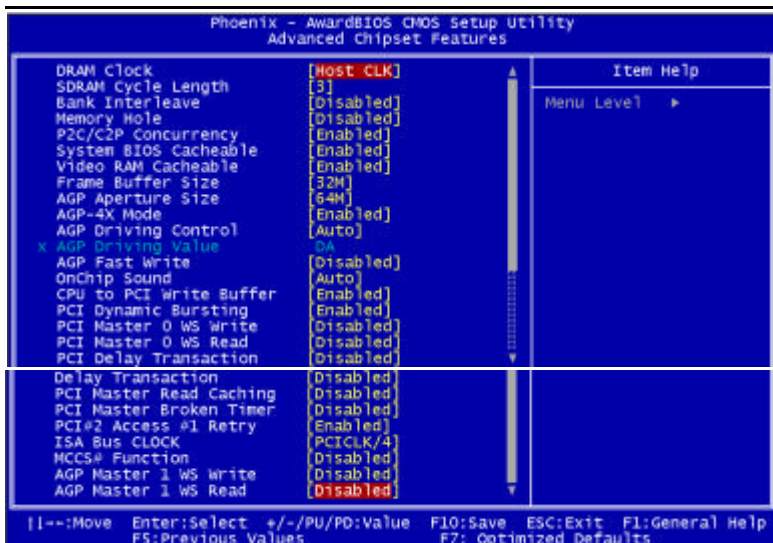 Phoenix - AwardBIOS CMOS Setup Utility
Advanced Chipset Features
DRAM Clock [Host CLK]
SDRAM Cycle Length [3]
Bank Interleave [Disabled]
Memory Hole [Disabled]
P2C/C2P Concurrency [Enabled]
System BIOS Cacheable [Enabled]
Video RAM Cacheable [Enabled]
Frame Buffer Size [32M]
AGP Aperture Size [64M]
AGP-4X Mode [Enabled]
AGP Driving Control [Auto]
x AGP Driving Value DA
AGP Fast Write [Disabled]
OnChip Sound [Auto]
CPU to PCI Write Buffer [Enabled]
PCI Dynamic Bursting [Enabled]
PCI Master 0 WS Write [Disabled]
PCI Master 0 WS Read [Disabled]
PCI Delay Transaction [Disabled]
Delay Transaction [Disabled]
PCI Master Read Caching [Disabled]
PCI Master Broken Timer [Disabled]
PCI#2 Access #1 Retry [Enabled]
ISA Bus CLOCK [PCICLK/4]
MCCS# Function [Disabled]
AGP Master 1 WS Write [Disabled]
AGP Master 1 WS Read [Disabled]
Item Help
Menu Level ▶
||--:Move Enter:Select +/-/PU/PD:Value F10:Save ESC:Exit F1:General Help
F5:Previous Values F7: Optimized Defaults